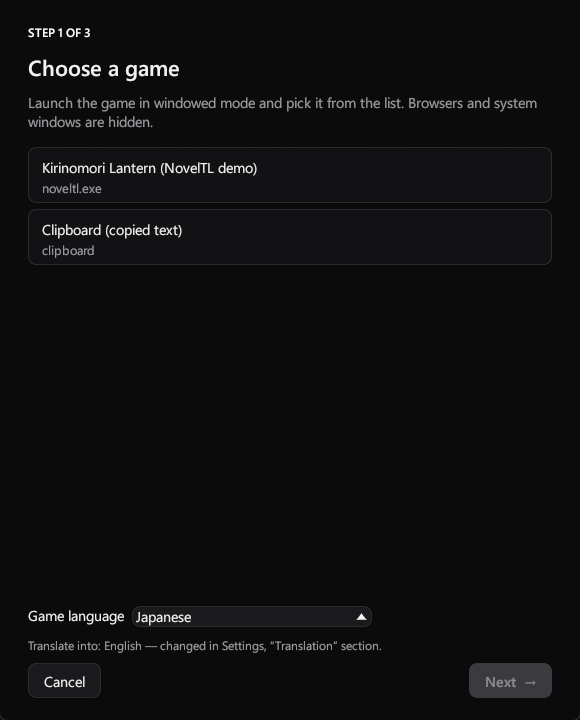 STEP 1 OF 3
Choose a game
Launch the game in windowed mode and pick it from the list. Browsers and system
windows are hidden.
Kirinomori Lantern (NovelTL demo)
noveltl.exe
Clipboard (copied text)
clipboard
Game language Japanese
Translate into: English — changed in Settings, “Translation” section.
Cancel Next →